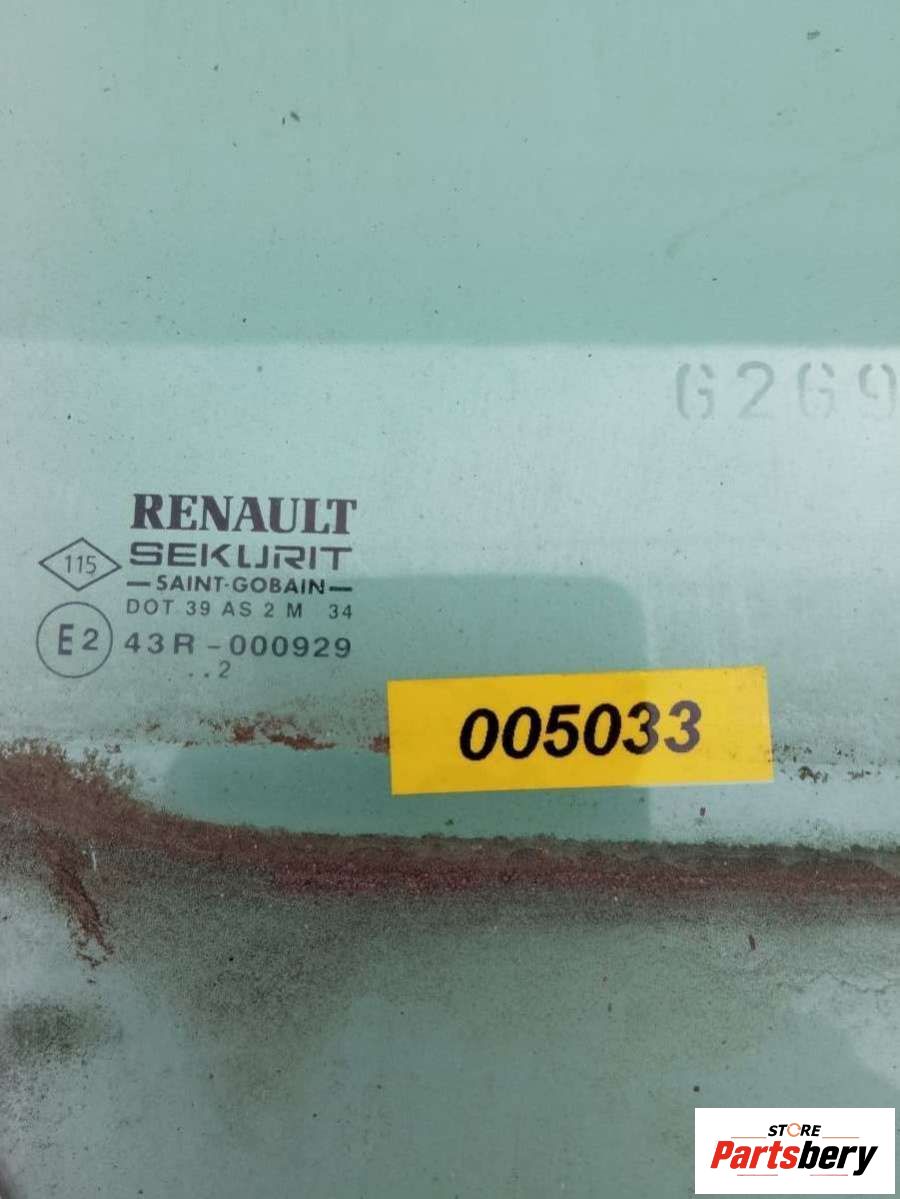 G269
RENAULT
115
SEKURIT
SAINT-GOBAIN
DOT 39 AS 2 M 34
E2
43R-000929
..2
005033
STORE
Partsbery